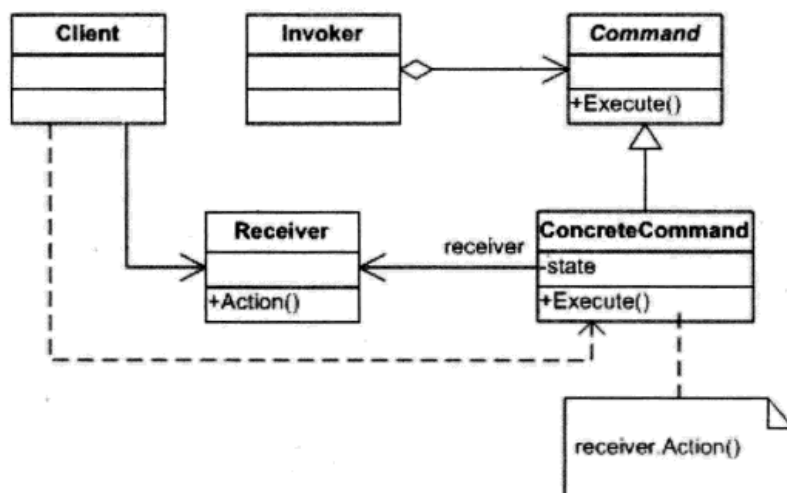 Client
Invoker
Command
+Execute()
Receiver
+Action()
receiver
ConcreteCommand
-state
+Execute()
receiver.Action()